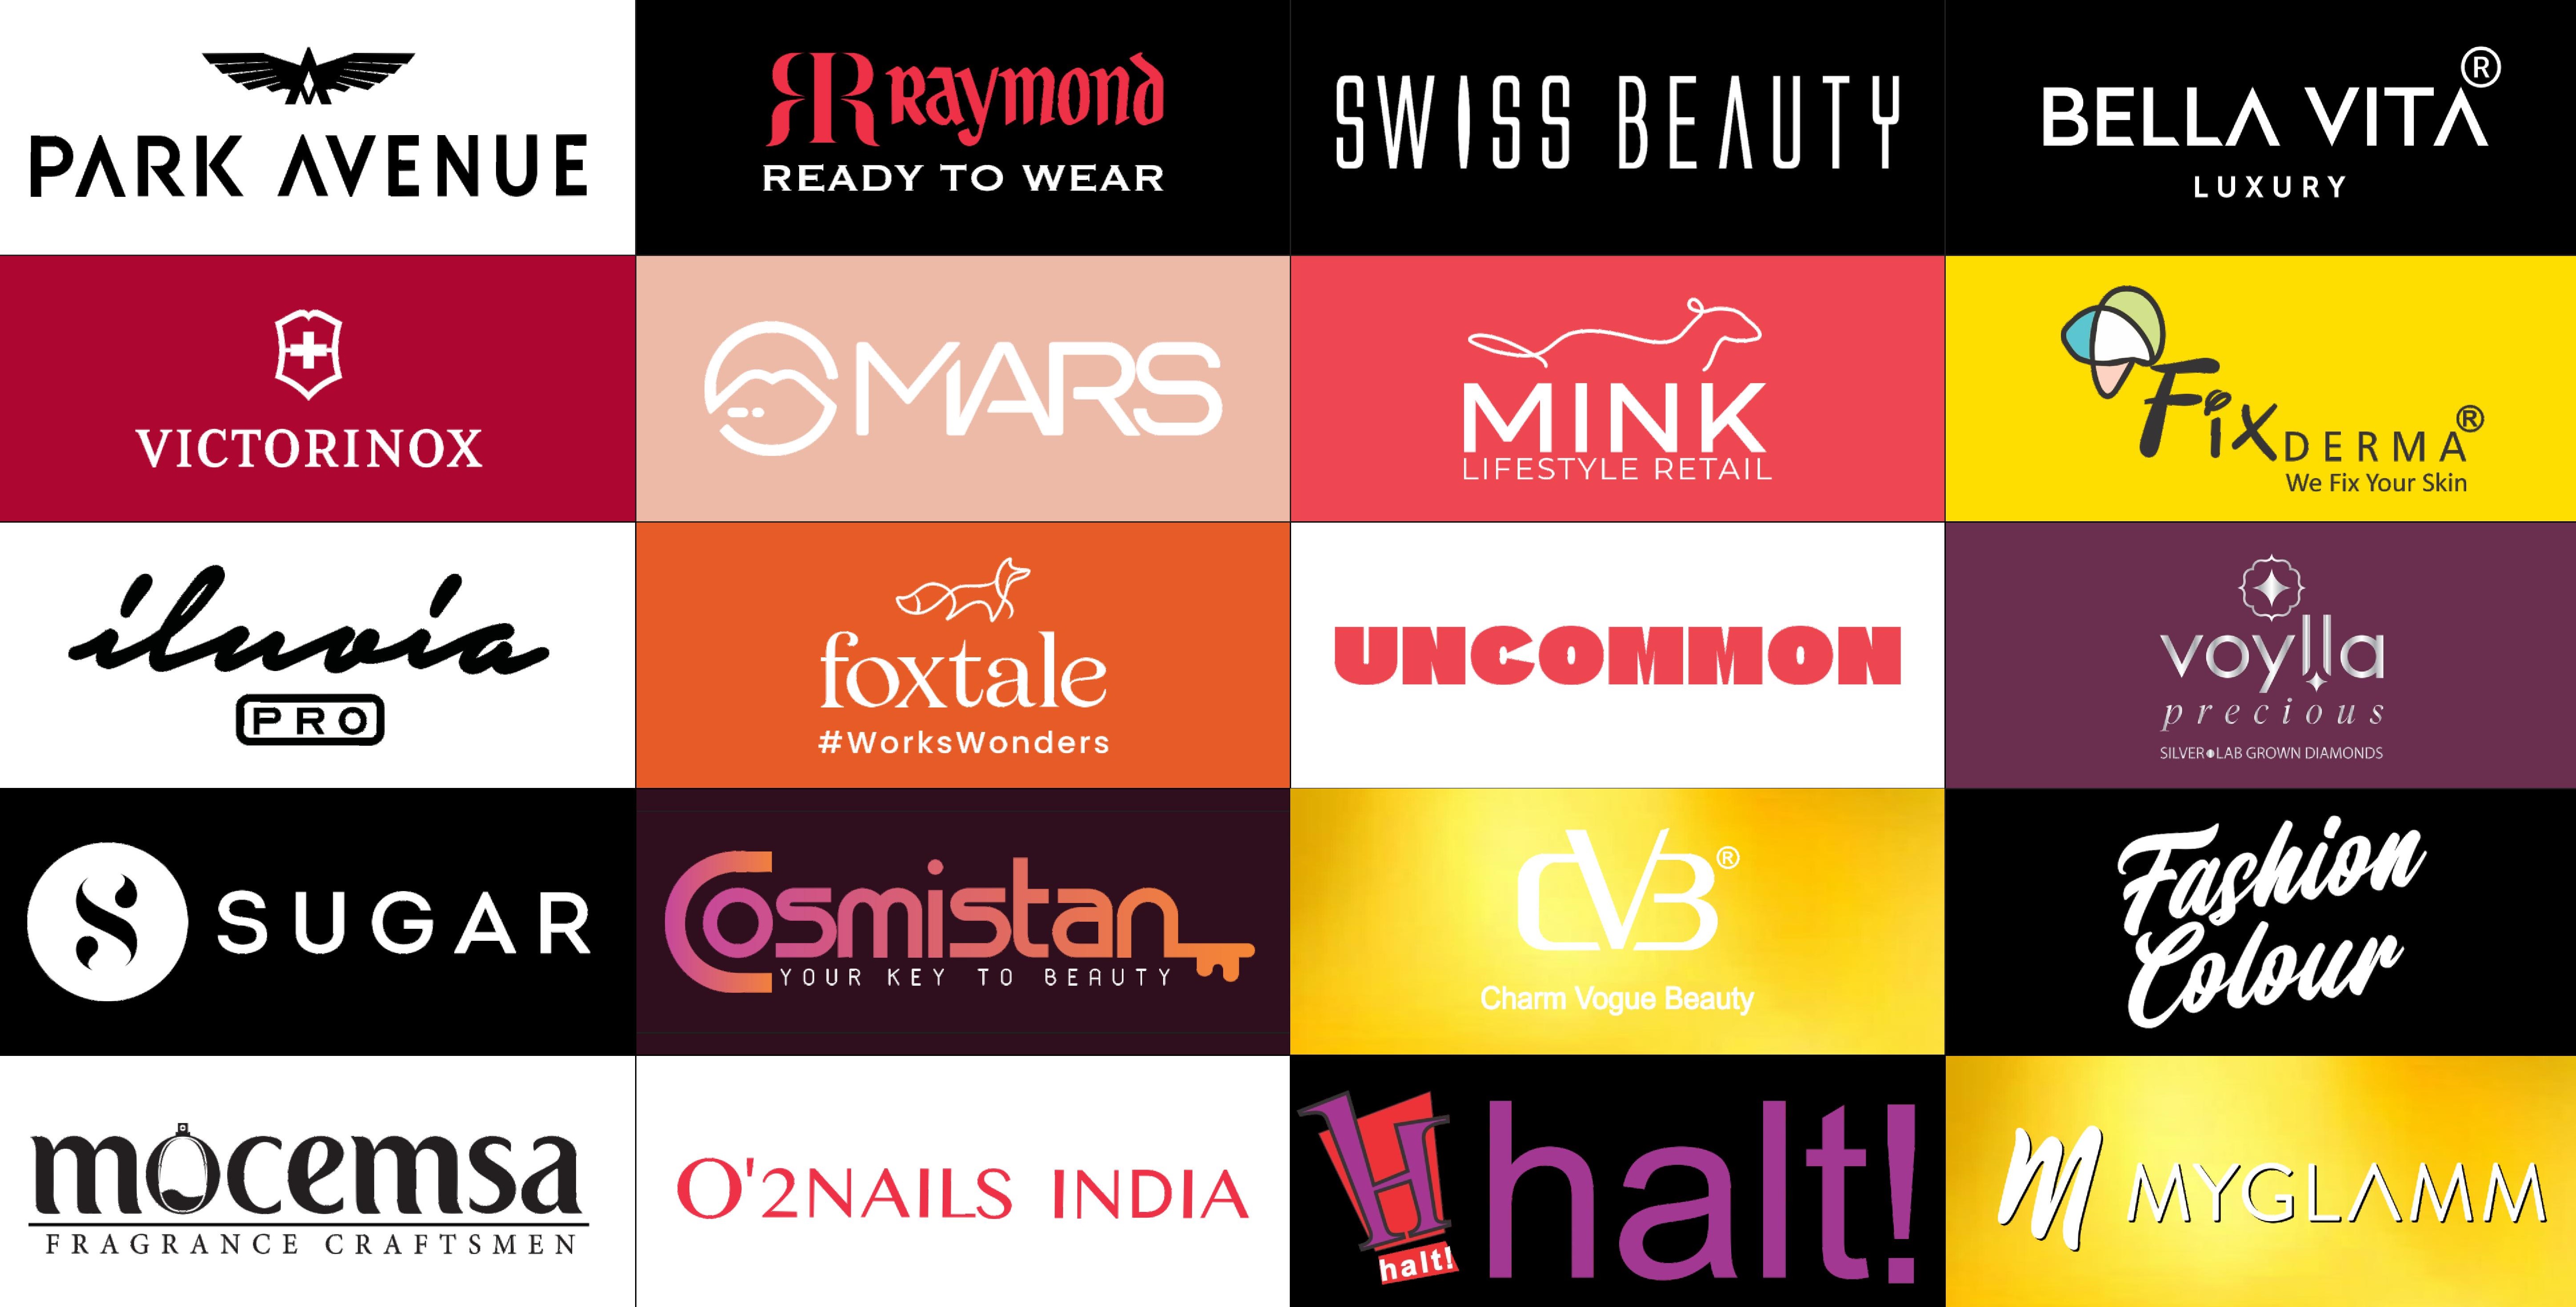 PARK AVENUE
Raymond
READY TO WEAR
SWISS BEAUTY
BELLA VITA®
LUXURY
VICTORINOX
MARS
MINK
LIFESTYLE RETAIL
FixDERMA®
We Fix Your Skin
iluvia
PRO
foxtale
#WorksWonders
UNCOMMON
voylla
precious
SILVER LAB GROWN DIAMONDS
S SUGAR
Cosmistan
YOUR KEY TO BEAUTY
CVB®
Charm Vogue Beauty
Fashion
Colour
mocemsa
FRAGRANCE CRAFTSMEN
O'2NAILS INDIA
H halt!
halt!
M MYGLAMM